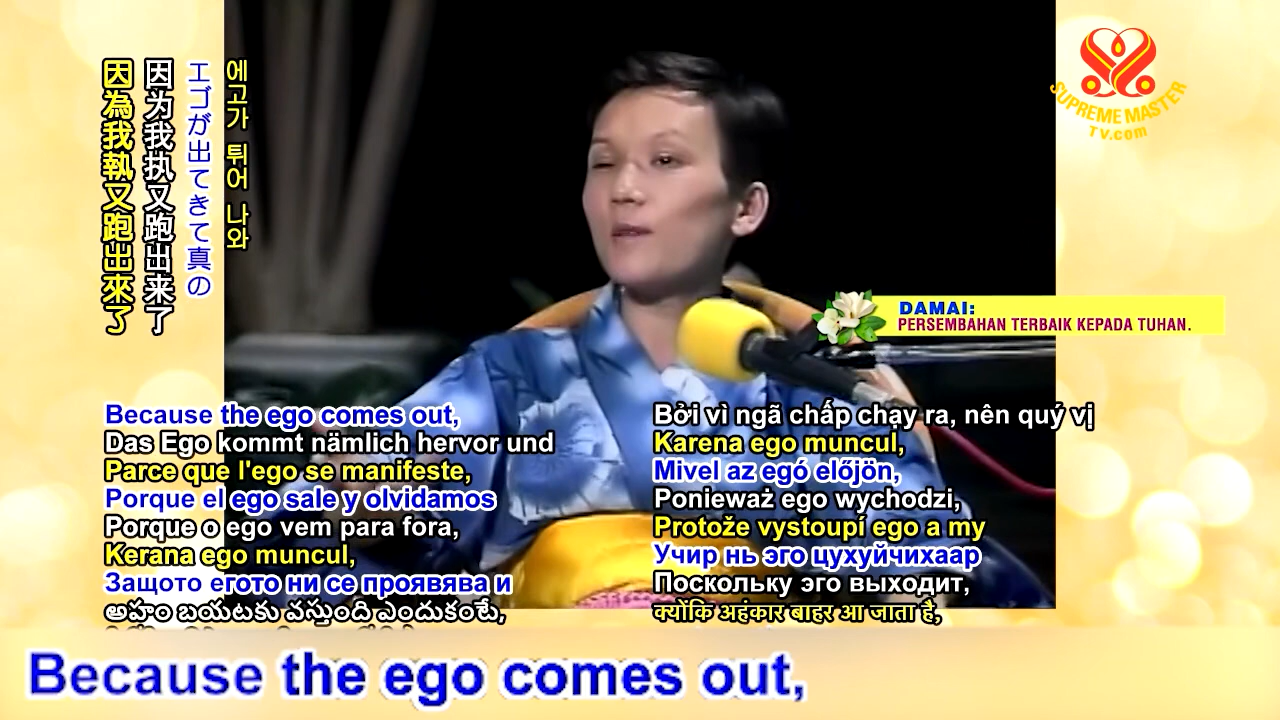 因為我執又跑出來了
因为我执又跑出来了
エゴが出てきて真の
에고가 튀어 나와
SUPREME MASTER
TV.com
DAMAI:
PERSEMBAHAN TERBAIK KEPADA TUHAN.
Because the ego comes out,
Das Ego kommt nämlich hervor und
Parce que l'ego se manifeste,
Porque el ego sale y olvidamos
Porque o ego vem para fora,
Kerana ego muncul,
Защото егото ни се проявява и
అహం బయటకు వస్తుంది ఎందుకంటే,
Bởi vì ngã chấp chạy ra, nên quý vị
Karena ego muncul,
Mivel az egó előjön,
Ponieważ ego wychodzi,
Protože vystoupí ego a my
Учир нь эго цухуйчихаар
Поскольку эго выходит,
क्योंकि अहंकार बाहर आ जाता है,
Because the ego comes out,